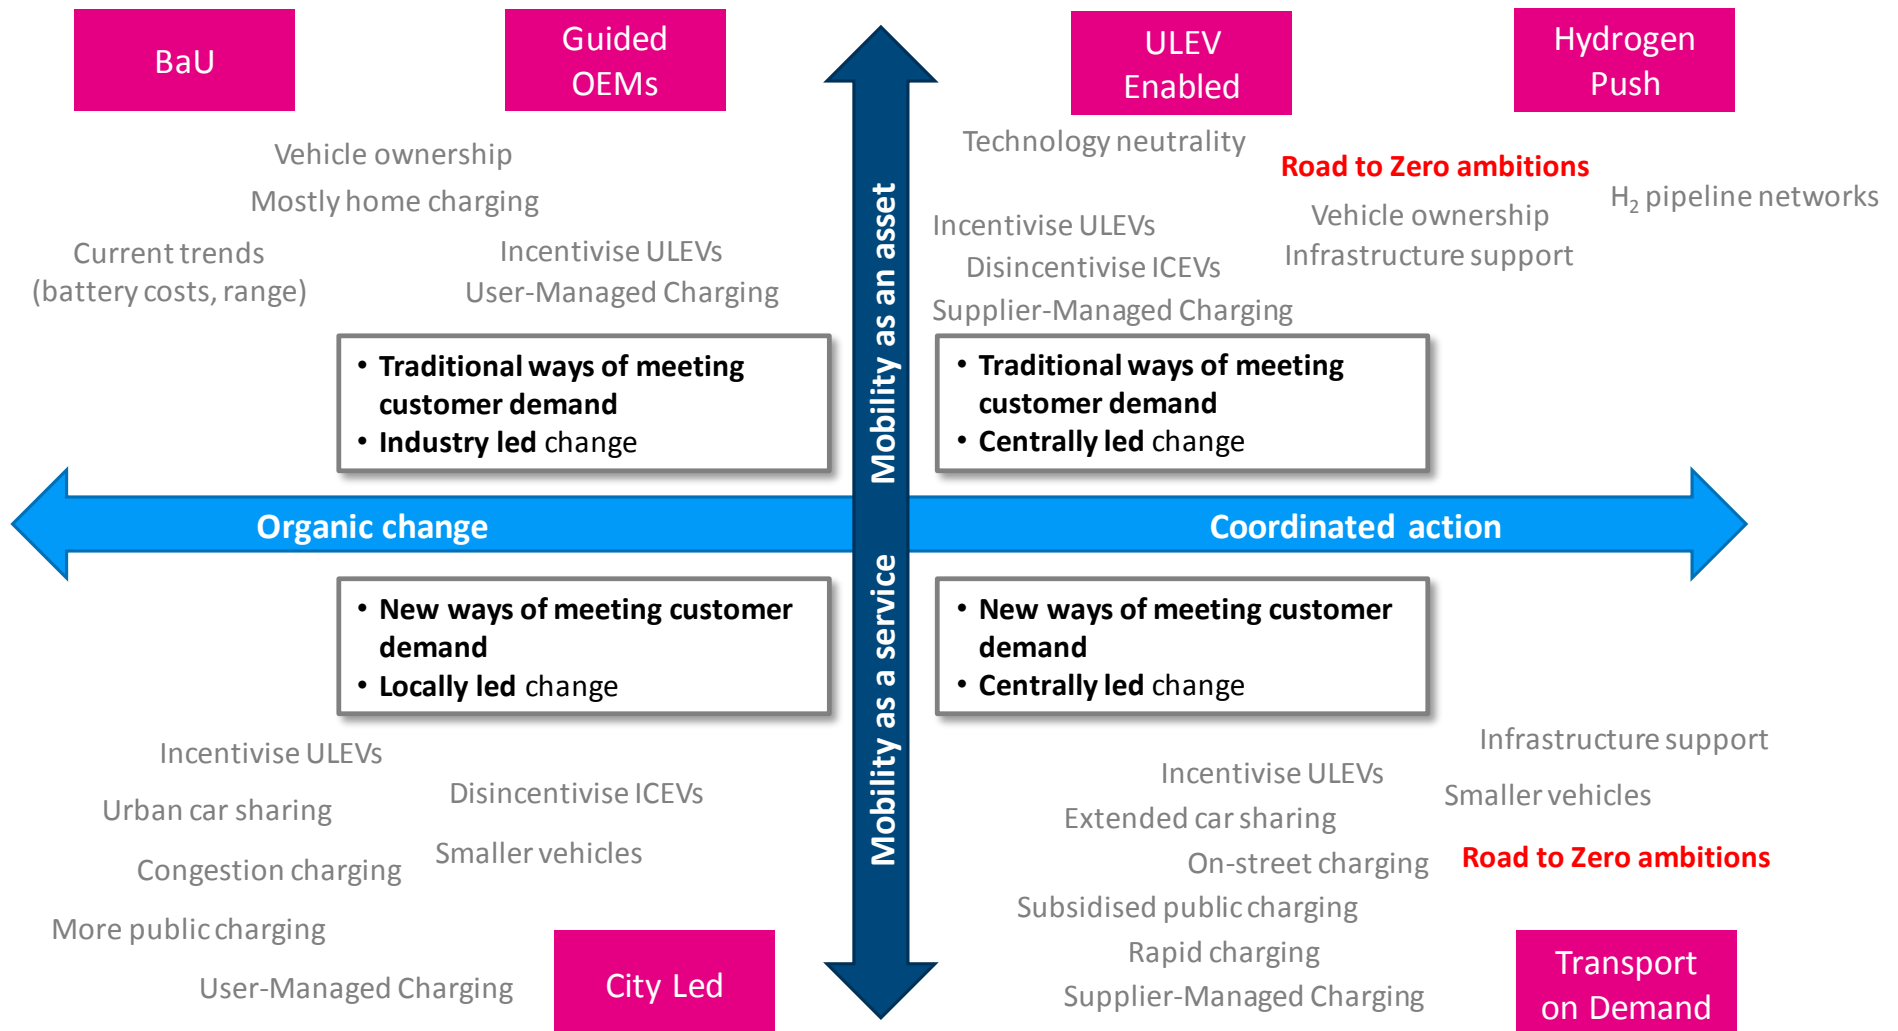 BaU
Guided
OEMs
ULEV
Enabled
Hydrogen
Push
Vehicle ownership
Mostly home charging
Current trends
(battery costs, range)
Incentivise ULEVs
User-Managed Charging
Technology neutrality
Road to Zero ambitions
H₂ pipeline networks
Vehicle ownership
Infrastructure support
Incentivise ULEVs
Disincentivise ICEVs
Supplier-Managed Charging
• Traditional ways of meeting
customer demand
• Industry led change
Mobility as an asset
• Traditional ways of meeting
customer demand
• Centrally led change
Organic change
Coordinated action
• New ways of meeting customer
demand
• Locally led change
Mobility as a service
• New ways of meeting customer
demand
• Centrally led change
Incentivise ULEVs
Urban car sharing
Disincentivise ICEVs
Congestion charging
Smaller vehicles
More public charging
User-Managed Charging
City Led
Infrastructure support
Incentivise ULEVs
Smaller vehicles
Extended car sharing
On-street charging
Road to Zero ambitions
Subsidised public charging
Rapid charging
Supplier-Managed Charging
Transport
on Demand